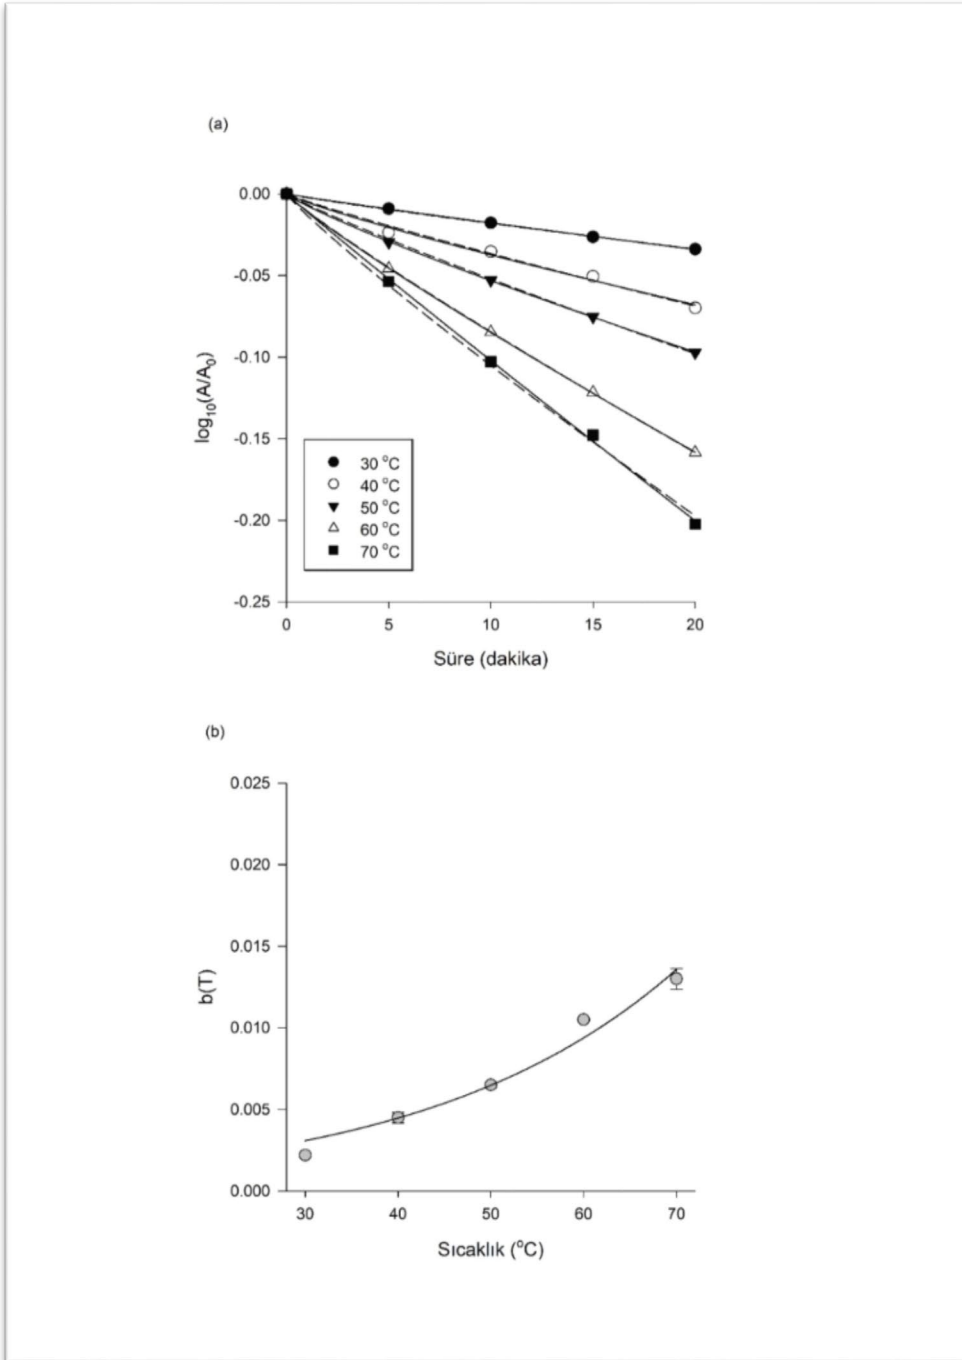 (a)
0.00
-0.05
-0.10
-0.15
-0.20
-0.25
log10(A/A0)
30 °C
40 °C
50 °C
60 °C
70 °C
0 5 10 15 20
Süre (dakika)
(b)
0.025
0.020
0.015
0.010
0.005
0.000
b(T)
30 40 50 60 70
Sıcaklık (°C)